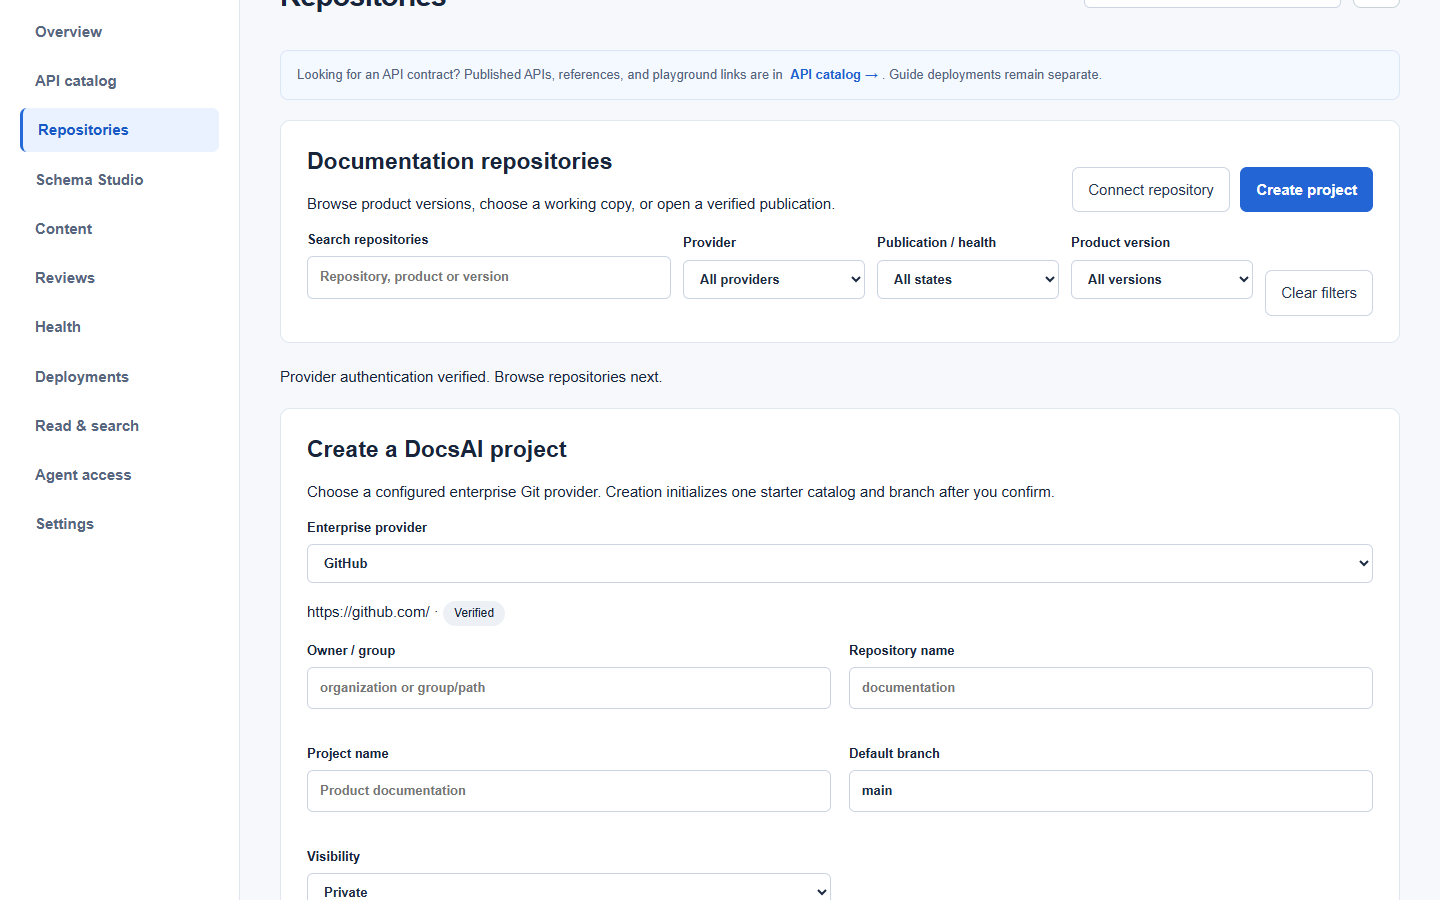 Repositories
Overview
API catalog
Repositories
Schema Studio
Content
Reviews
Health
Deployments
Read & search
Agent access
Settings
Looking for an API contract? Published APIs, references, and playground links are in API catalog → . Guide deployments remain separate.
Documentation repositories
Browse product versions, choose a working copy, or open a verified publication.
Connect repository
Create project
Search repositories
Repository, product or version
Provider
All providers
Publication / health
All states
Product version
All versions
Clear filters
Provider authentication verified. Browse repositories next.
Create a DocsAI project
Choose a configured enterprise Git provider. Creation initializes one starter catalog and branch after you confirm.
Enterprise provider
GitHub
https://github.com/ · Verified
Owner / group
organization or group/path
Repository name
documentation
Project name
Product documentation
Default branch
main
Visibility
Private